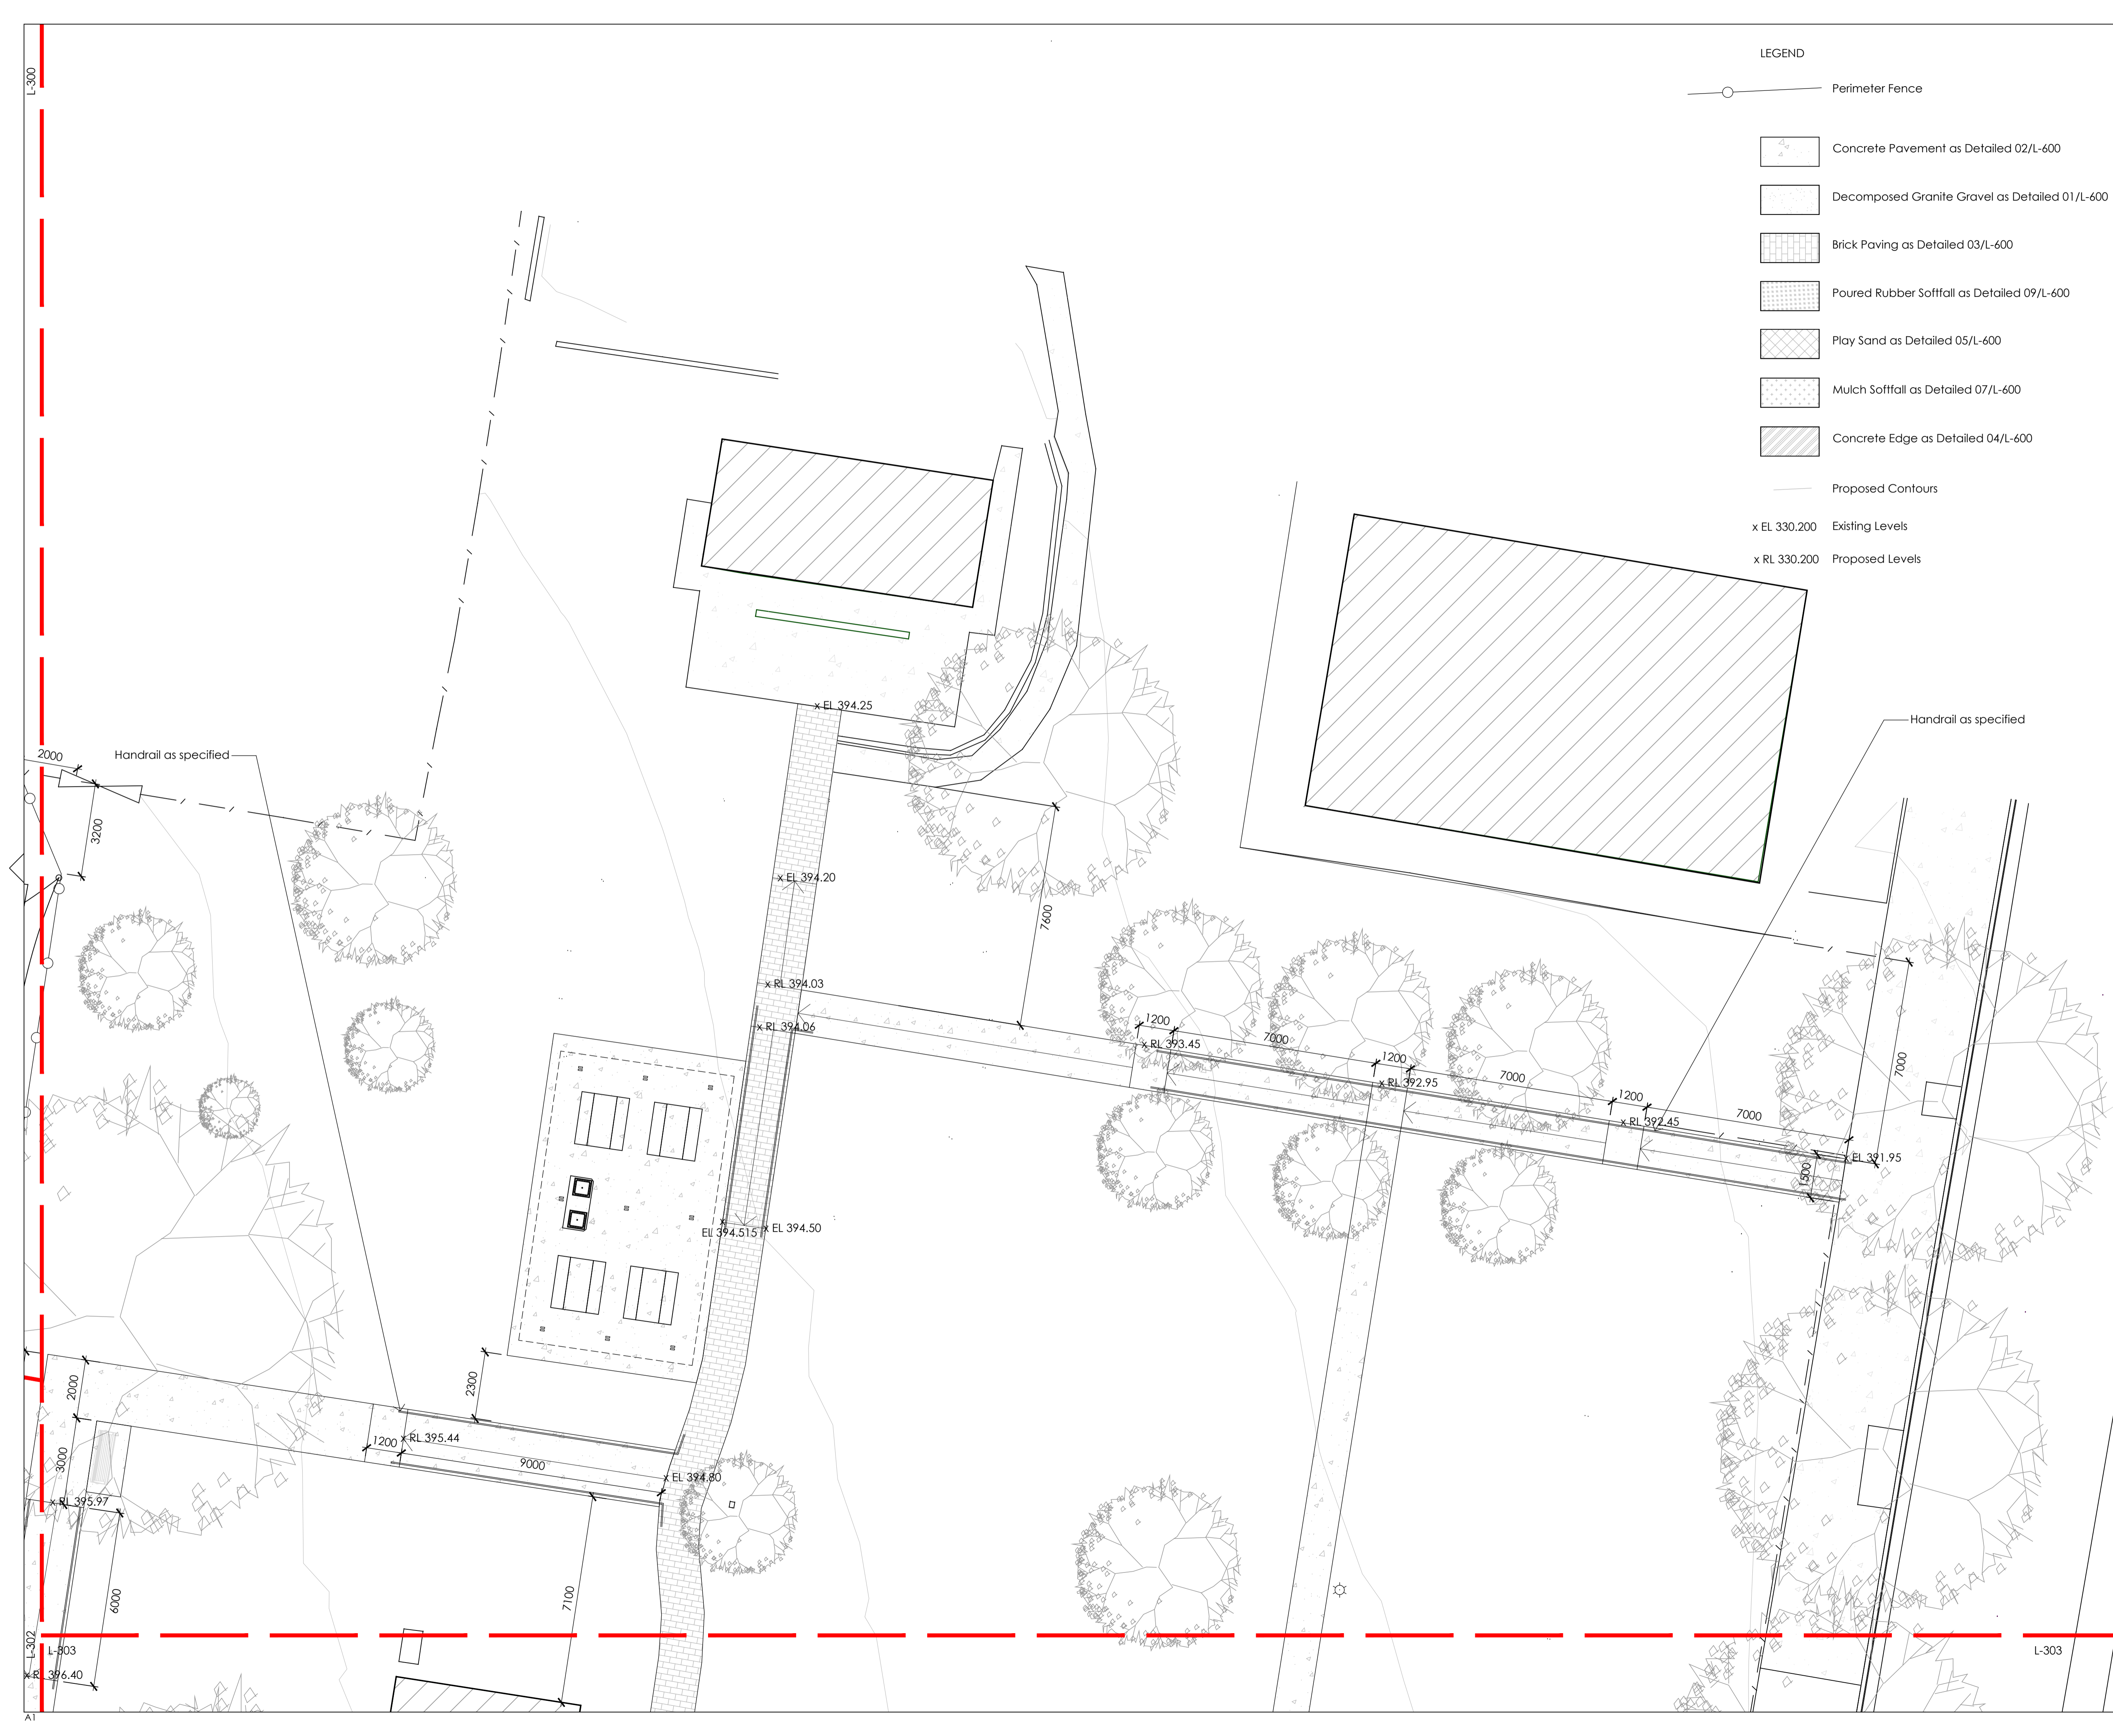 L-300
LEGEND
Perimeter Fence
Concrete Pavement as Detailed 02/L-600
Decomposed Granite Gravel as Detailed 01/L-600
Brick Paving as Detailed 03/L-600
Poured Rubber Softfall as Detailed 09/L-600
Play Sand as Detailed 05/L-600
Mulch Softfall as Detailed 07/L-600
Concrete Edge as Detailed 04/L-600
Proposed Contours
x EL 330.200 Existing Levels
x RL 330.200 Proposed Levels
x EL 394.25
Handrail as specified
2000
Handrail as specified
3200
x EL 394.20
7600
x RL 394.03
x RL 394.06
1200
7000
x RL 393.45
1200
7000
x RL 392.95
1200
7000
x RL 392.45
7000
x EL 391.95
1500
x
EL 394.515
x EL 394.50
2300
2000
1200
x RL 395.44
9000
x EL 394.80
3000
x RL 395.97
6000
7100
L-302
L-303
L-303
x RL 396.40
A1